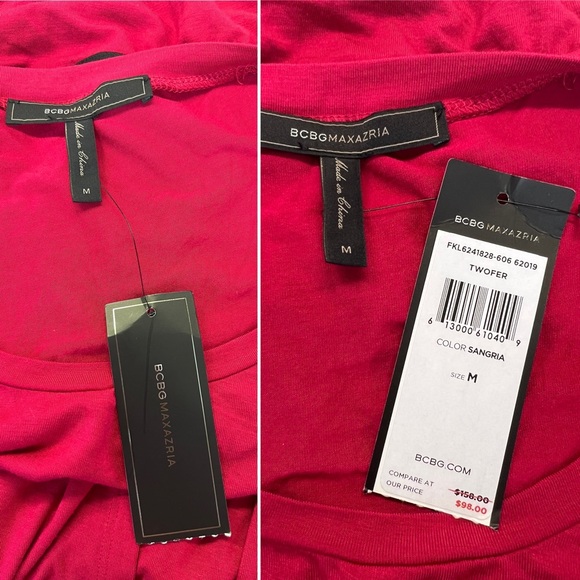 BCBGMAXAZRIA
Made in China
M
BCBGMAXAZRIA
BCBGMAXAZRIA
Made in China
M
BCBGMAXAZRIA
FKL6241828-606 62019
TWOFER
6 13000 61040 9
COLOR SANGRIA
SIZE M
BCBG.COM
COMPARE AT $158.00
OUR PRICE $98.00